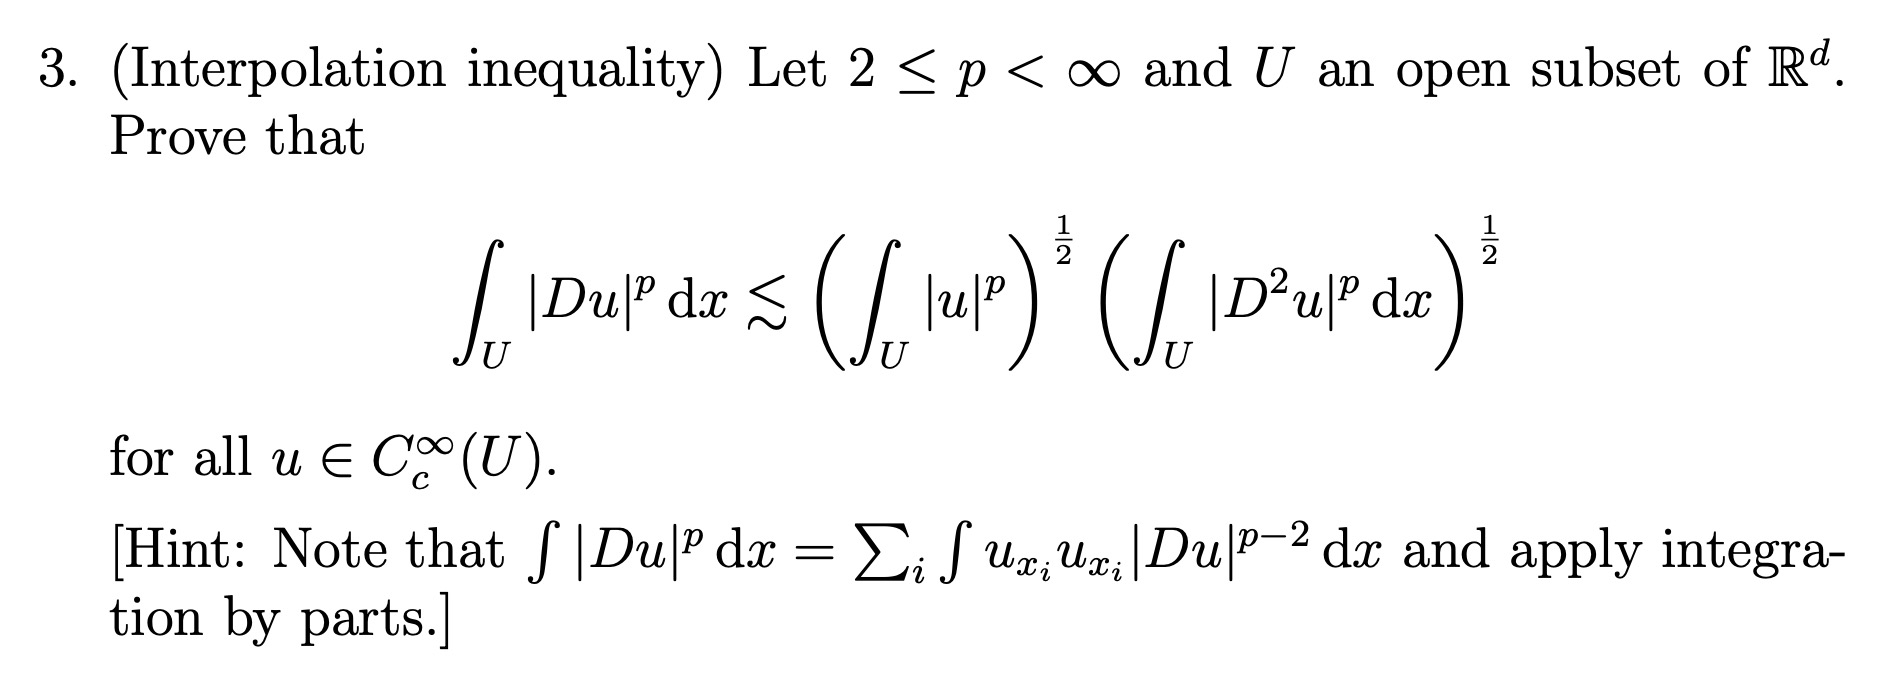 3. (Interpolation inequality) Let 2 ≤ p < ∞ and U an open subset of ℝᵈ.
Prove that
∫_U |Du|^p dx ≲ (∫_U |u|^p)^{1/2} (∫_U |D²u|^p dx)^{1/2}
for all u ∈ C_c^∞(U).
[Hint: Note that ∫ |Du|^p dx = ∑_i ∫ u_{x_i} u_{x_i} |Du|^{p−2} dx and apply integra-
tion by parts.]